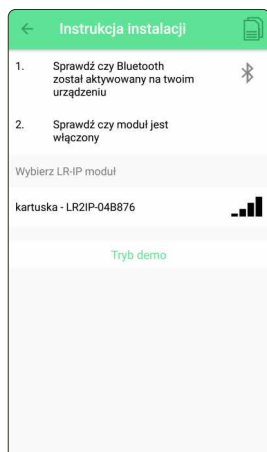 Instrukcja instalacji
1. Sprawdź czy Bluetooth
został aktywowany na twoim
urządzeniu
2. Sprawdź czy moduł jest
włączony
Wybierz LR-IP moduł
kartuska - LR2IP-04B876
Tryb demo